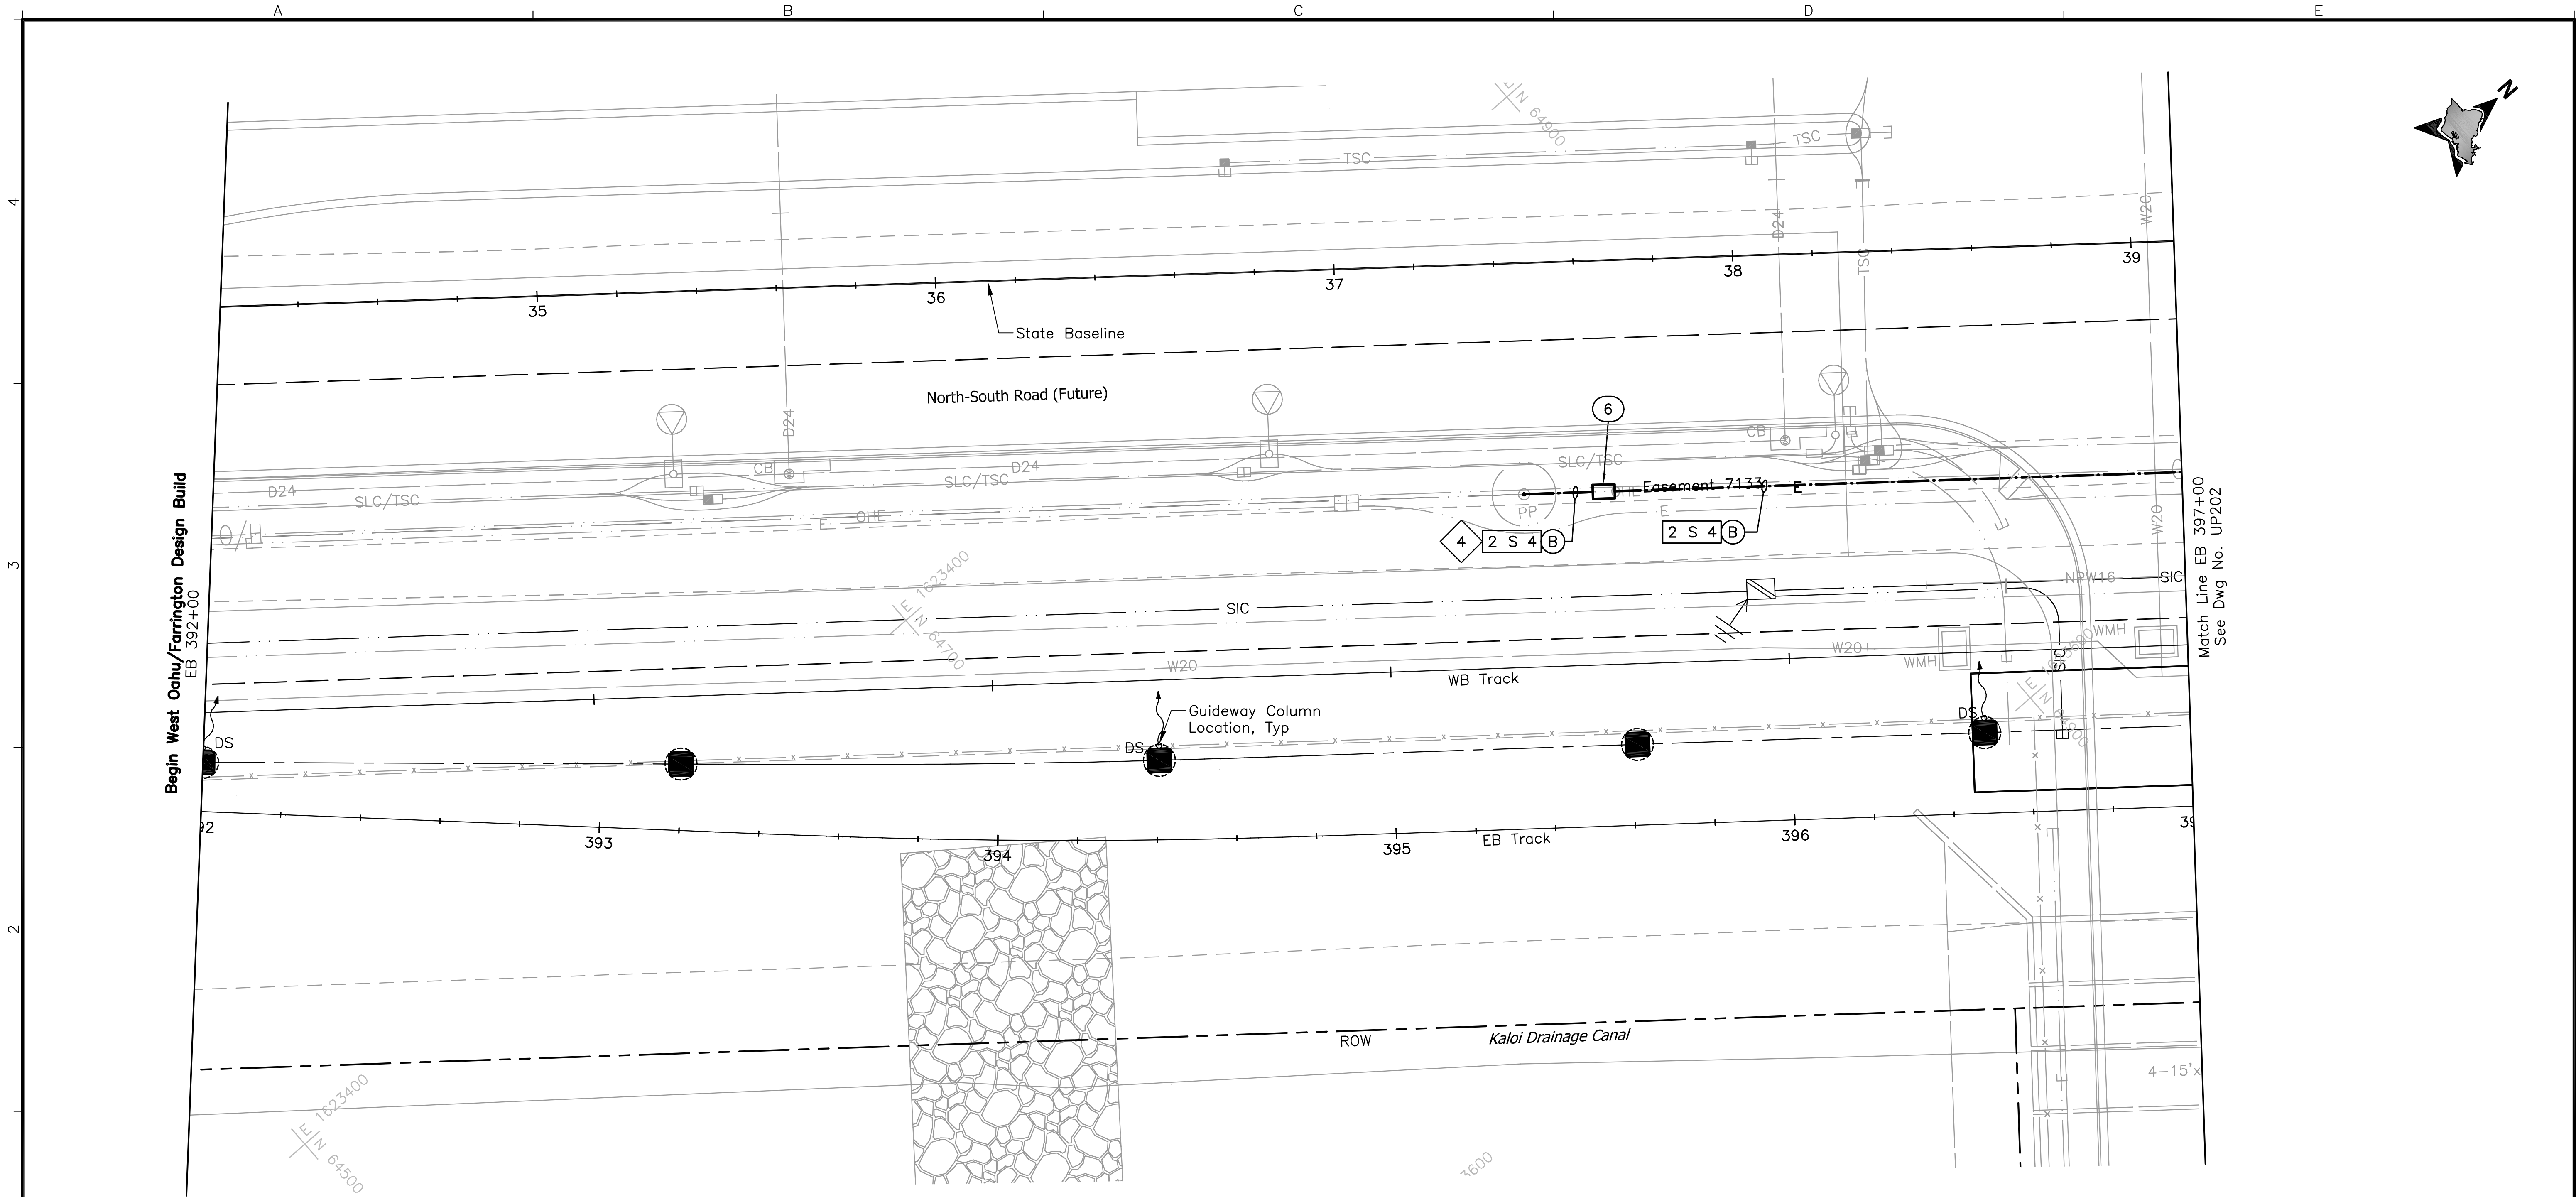 A
B
C
D
E
N
4
3
2
E
N 64900
TSC
TSC
TSC
D24
W20
35
36
37
38
39
State Baseline
North-South Road (Future)
6
D24
CB
CB
D24
D24
SLC/TSC
SLC/TSC
SLC/TSC
Easement 7133
E
OHE
O/H
E
E
PP
4
2 S 4
B
2 S 4
B
W20
Begin West Oahu/Farrington Design Build
EB 392+00
Match Line EB 397+00
See Dwg No. UP202
E 1623400
N 64700
SIC
NPW16
SIC
SIC
W20
W20
WMH
WMH
WB Track
E
N
Guideway Column
Location, Typ
DS
DS
DS
393
394
395
396
EB Track
ROW
Kaloi Drainage Canal
4-15'x
E 1623400
N 64500
3600